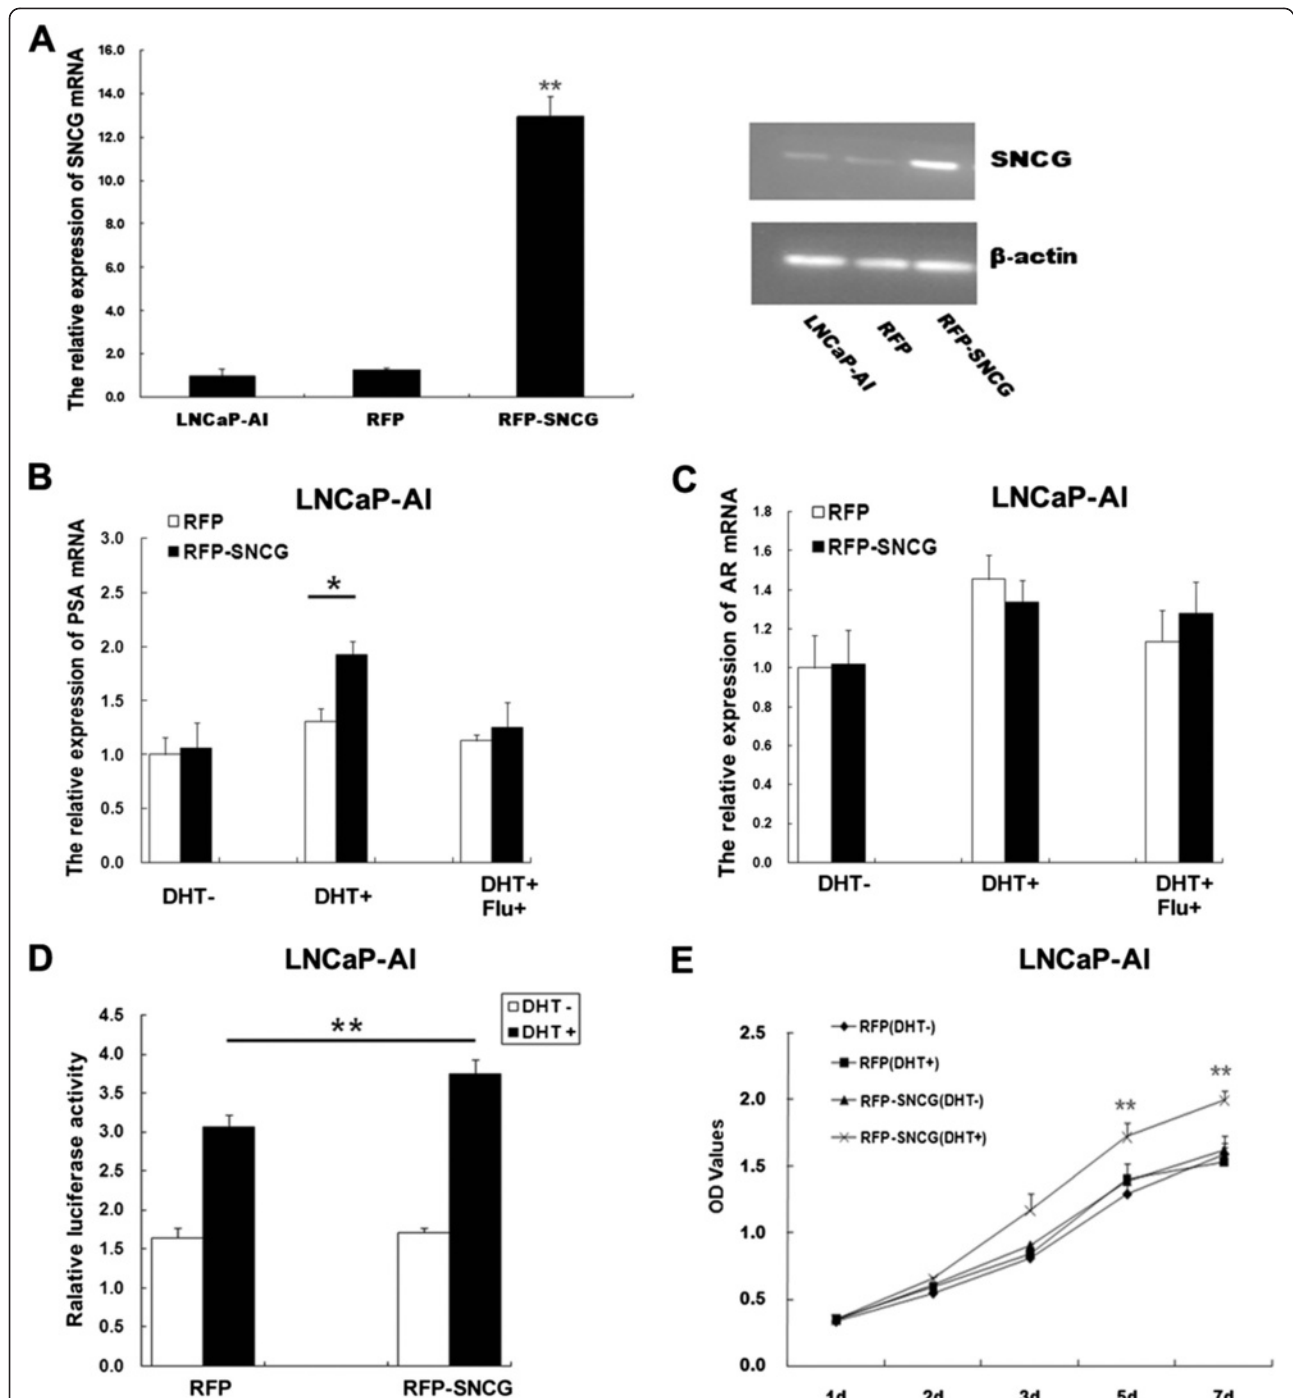 A
The relative expression of SNCG mRNA
16.0
14.0
12.0
10.0
8.0
6.0
4.0
2.0
0.0
**
LNCaP-AI RFP RFP-SNCG
SNCG
β-actin
LNCaP-AI
RFP
RFP-SNCG
B
LNCaP-AI
RFP
RFP-SNCG
The relative expression of PSA mRNA
3.0
2.5
2.0
1.5
1.0
0.5
0.0
*
DHT- DHT+ DHT+
Flu+
C
LNCaP-AI
RFP
RFP-SNCG
The relative expression of AR mRNA
1.8
1.6
1.4
1.2
1.0
0.8
0.6
0.4
0.2
0.0
DHT- DHT+ DHT+
Flu+
D
LNCaP-AI
DHT -
DHT +
Ralative luciferase activity
4.5
4.0
3.5
3.0
2.5
2.0
1.5
1.0
0.5
0.0
**
RFP RFP-SNCG
E
LNCaP-AI
RFP(DHT-)
RFP(DHT+)
RFP-SNCG(DHT-)
RFP-SNCG(DHT+)
OD Values
2.5
2.0
1.5
1.0
0.5
0.0
**
**
1d 2d 3d 5d 7d